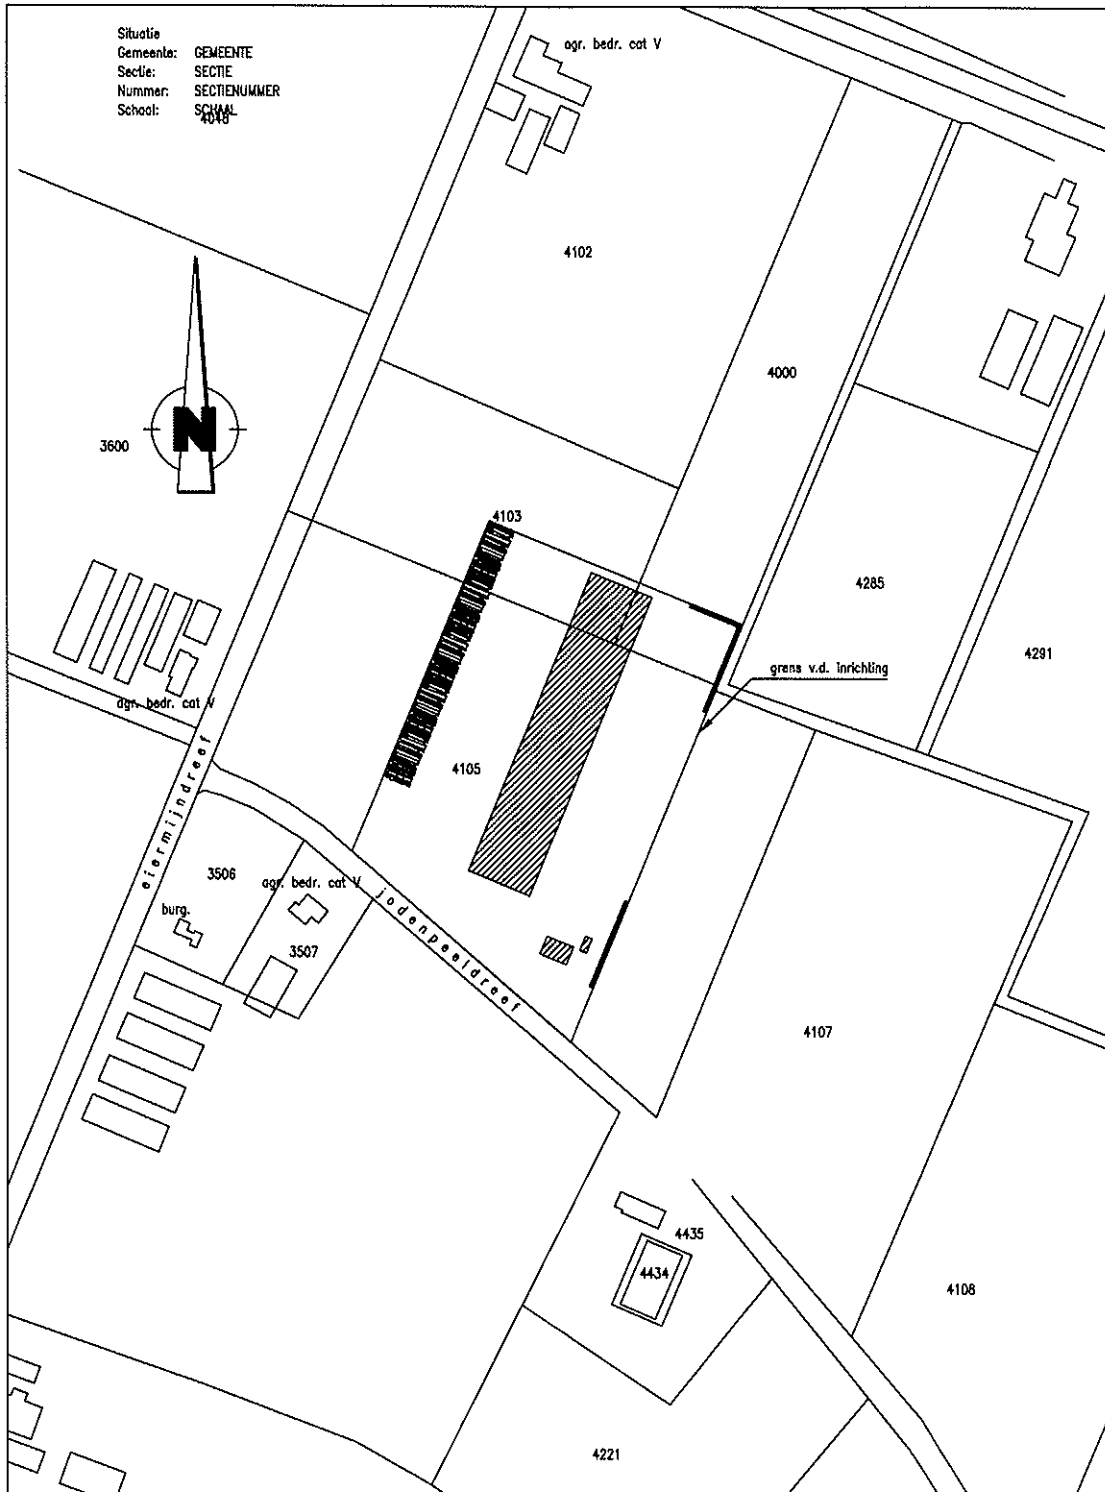 Situatie
Gemeente: GEMEENTE
Sectie: SECTIE
Nummer: SECTIENUMMER
Schaal: SCHAAL
4048
agr. bedr. cat V
4102
4000
3600
N
4103
4285
4291
grens v.d. inrichting
agr. bedr. cat V
4105
eiermijndreef
3506
agr. bedr. cat V
jodenpeeldreef
burg.
3507
4107
4435
4434
4108
4221